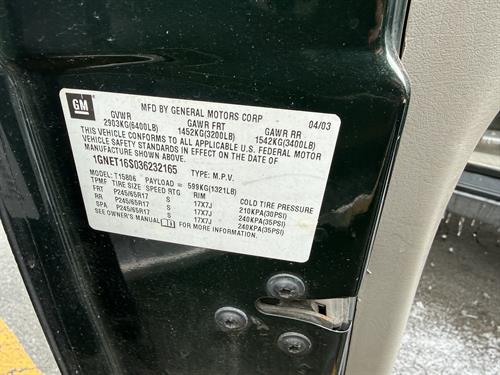 GM
MFD BY GENERAL MOTORS CORP 04/03
GVWR GAWR FRT GAWR RR
2903KG(6400LB) 1452KG(3200LB) 1542KG(3400LB)
THIS VEHICLE CONFORMS TO ALL APPLICABLE U.S. FEDERAL MOTOR
VEHICLE SAFETY STANDARDS IN EFFECT ON THE DATE OF
MANUFACTURE SHOWN ABOVE.
1GNET16S036232165 TYPE: M.P.V.
MODEL: T15806 PAYLOAD = 599KG(1321LB)
TPMF TIRE SIZE SPEED RTG RIM COLD TIRE PRESSURE
FRT P245/65R17 S 17X7J 210KPA(30PSI)
RR P245/65R17 S 17X7J 240KPA(35PSI)
SPA P245/65R17 S 17X7J 240KPA(35PSI)
SEE OWNER'S MANUAL FOR MORE INFORMATION.